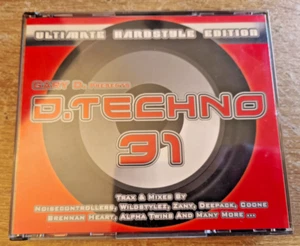 ULTIMATE HARDSTYLE EDITION
GARY D. PRESENTS
D.TECHNO
31
TRAX & MIXES BY
NOISECONTROLLERS, WILDSTYLEZ, ZANY, DEEPACK, COONE
BRENNAN HEART, ALPHA TWINS AND MANY MORE ...